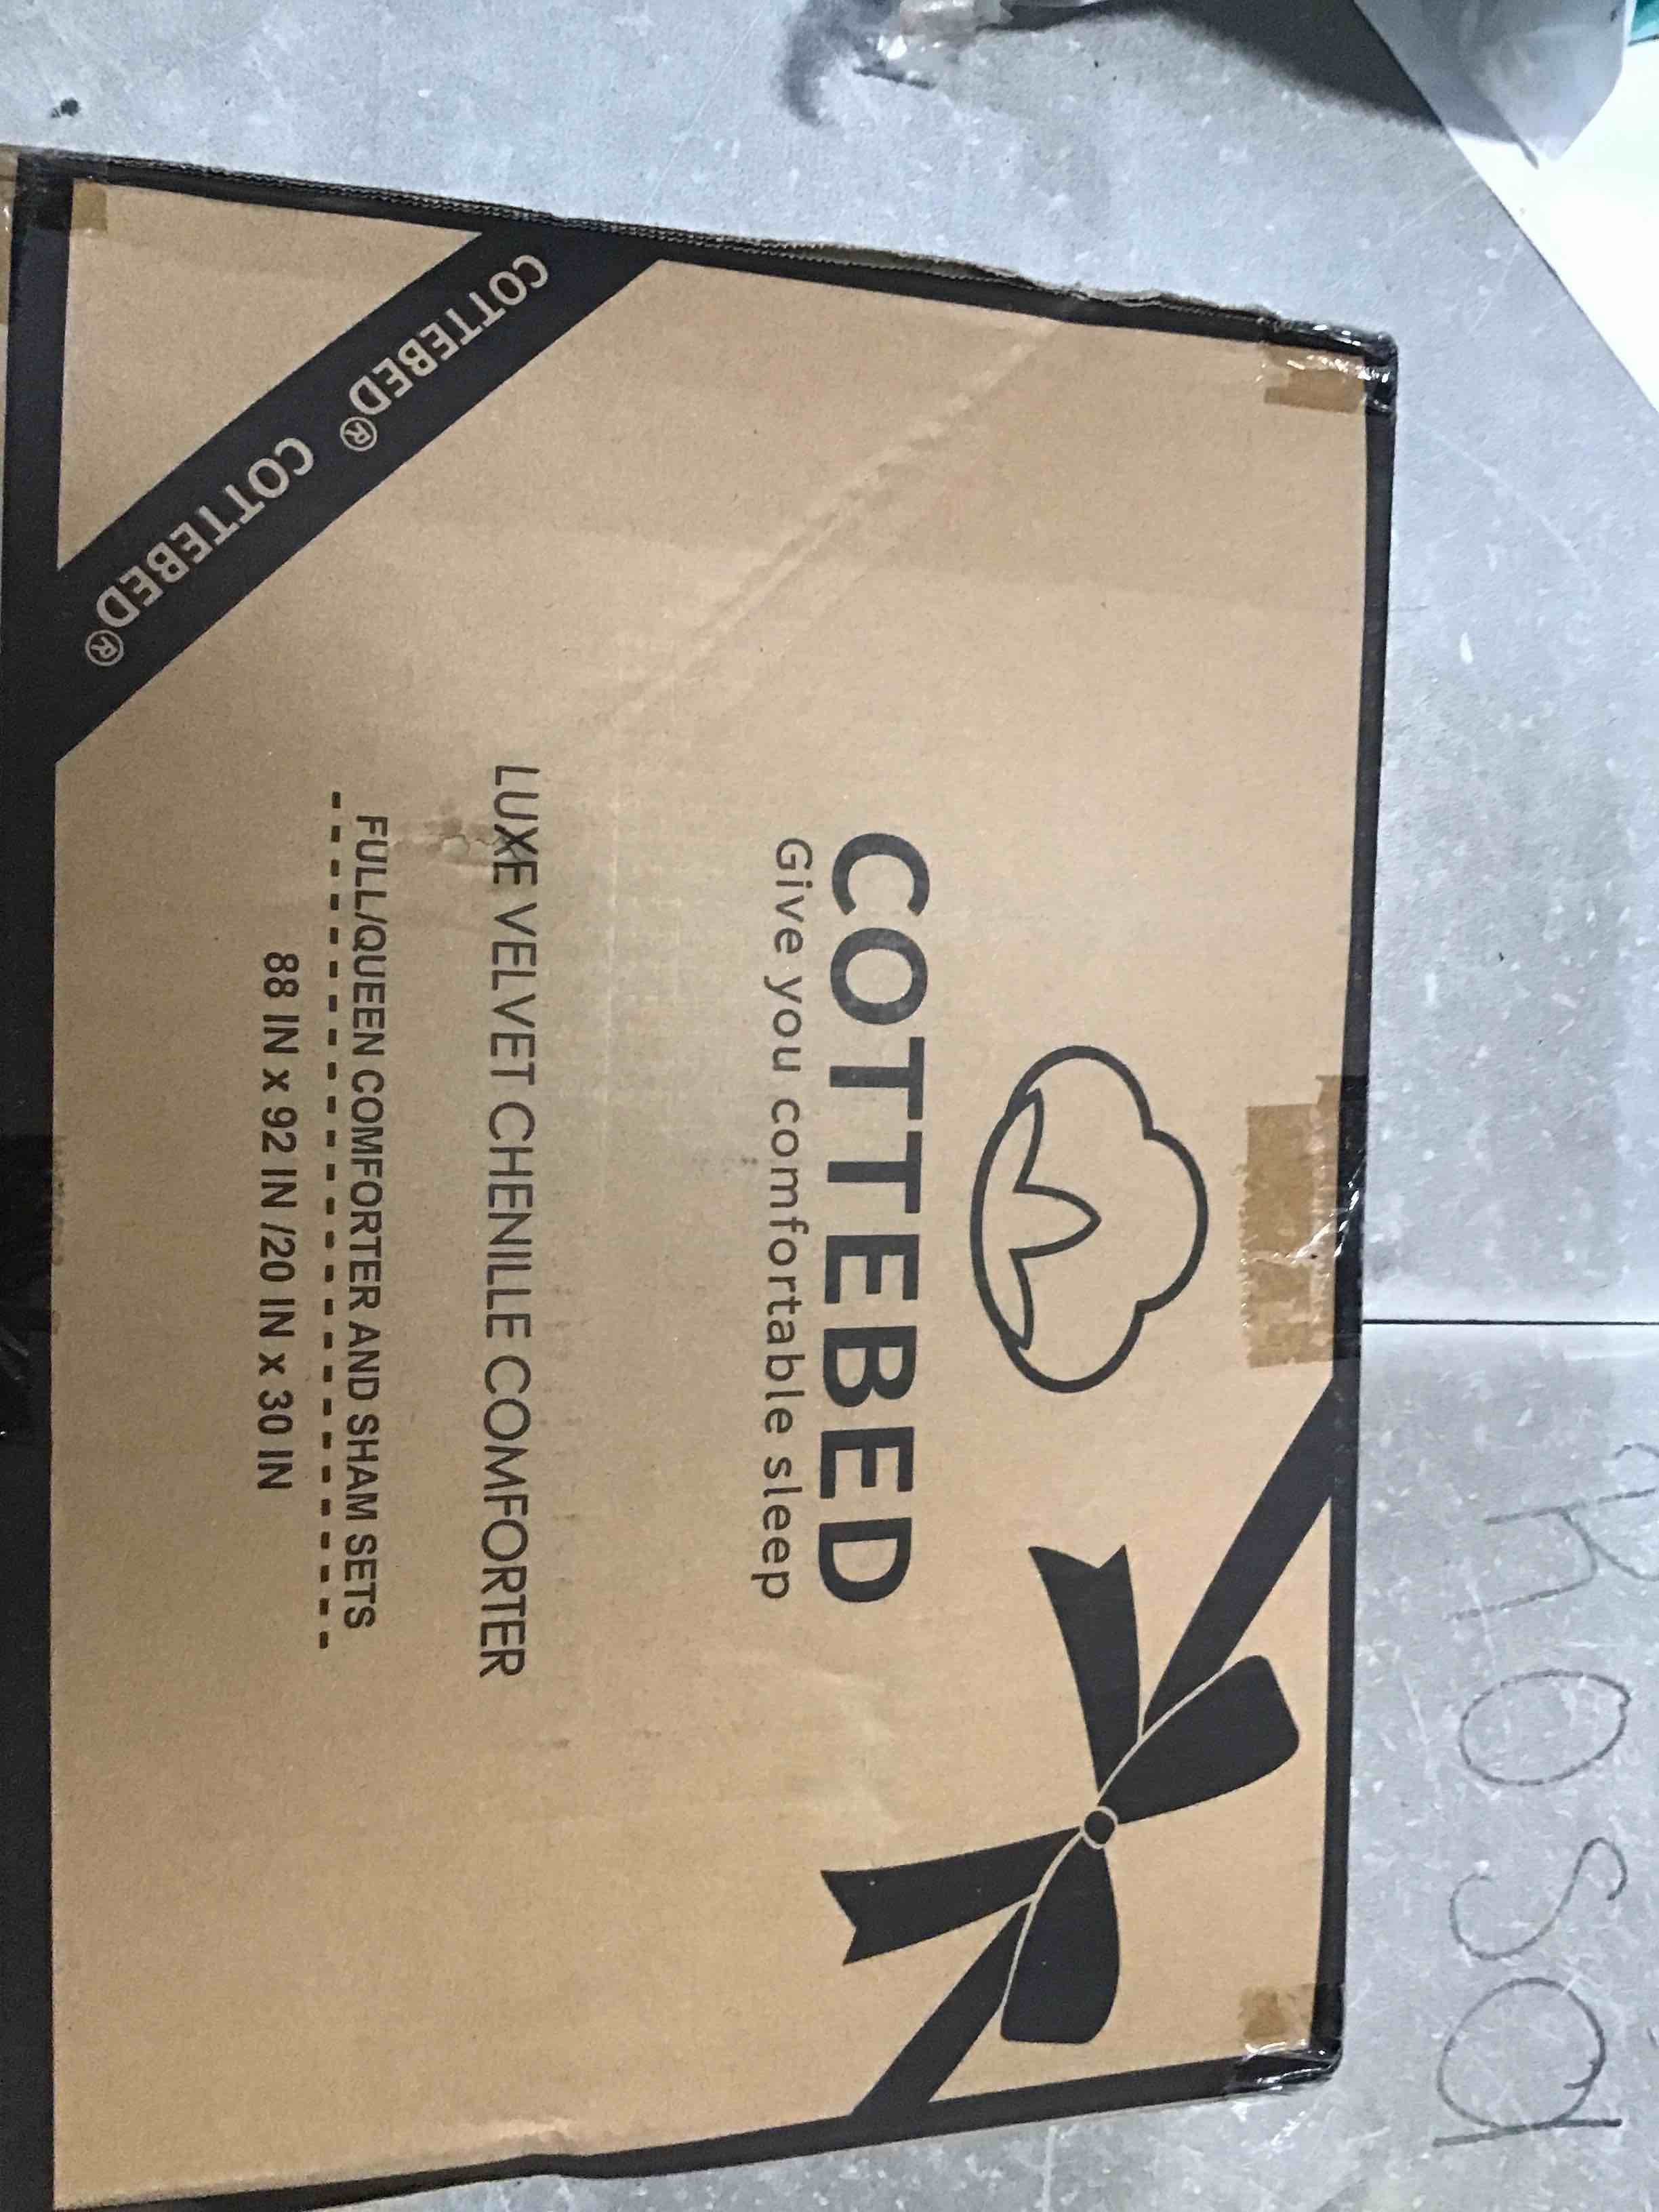 COTTEBED
Give you comfortable sleep
LUXE VELVET CHENILLE COMFORTER
FULL/QUEEN COMFORTER AND SHAM SETS
88 IN x 92 IN /20 IN x 30 IN
COTTEBED® COTTEBED®